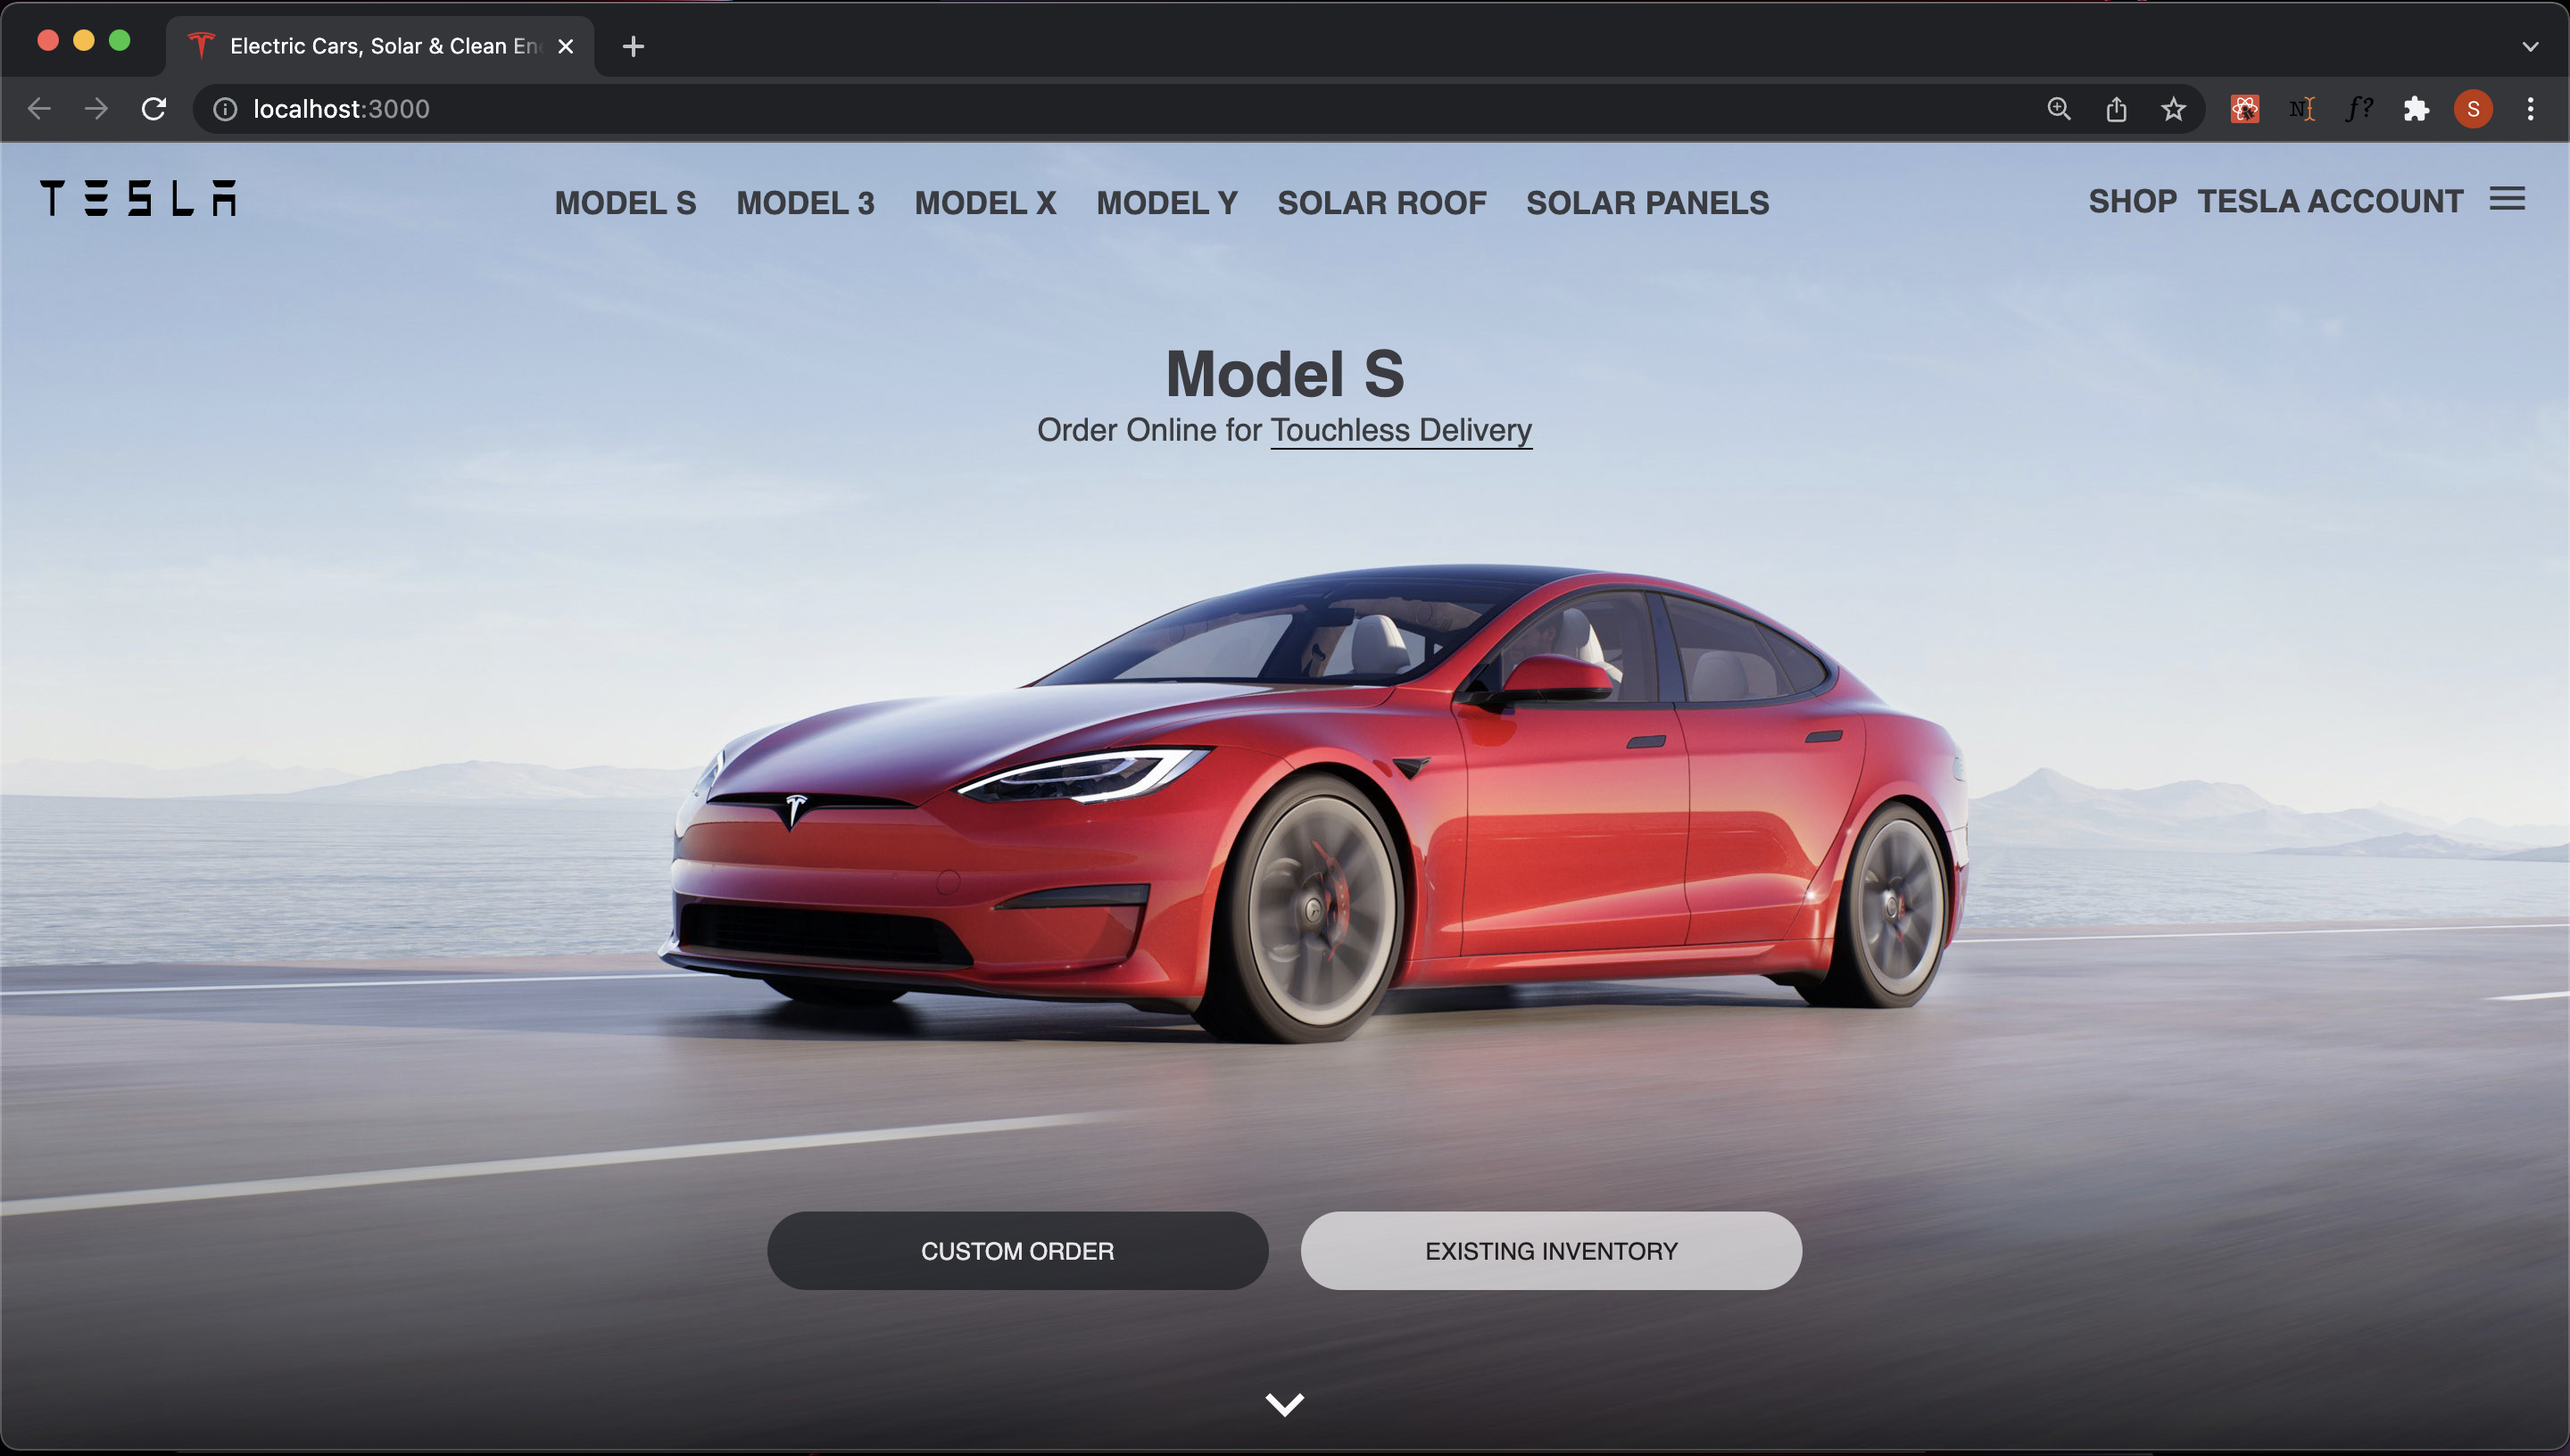 Electric Cars, Solar & Clean En
localhost:3000
N f? S
TESLA MODEL S MODEL 3 MODEL X MODEL Y SOLAR ROOF SOLAR PANELS SHOP TESLA ACCOUNT
Model S
Order Online for Touchless Delivery
CUSTOM ORDER EXISTING INVENTORY